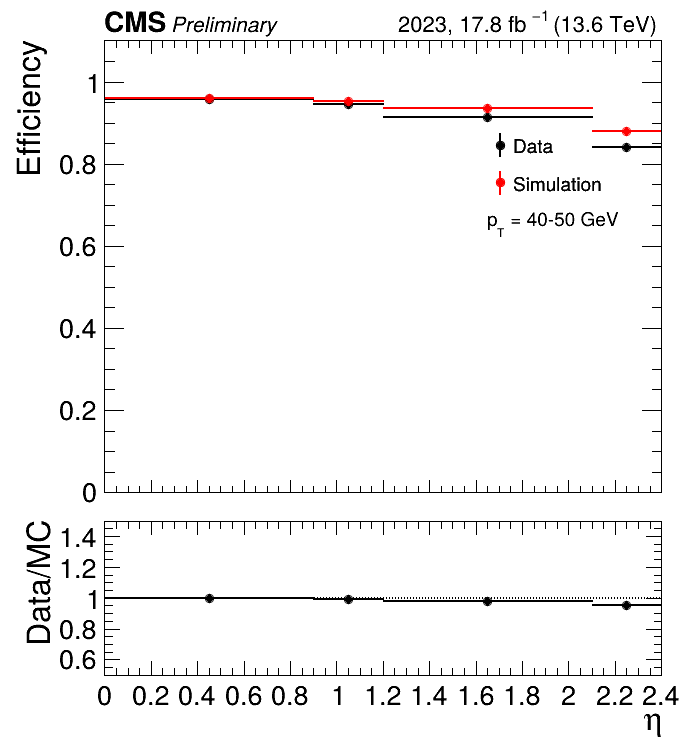 CMS Preliminary 2023, 17.8 fb⁻¹ (13.6 TeV)
Efficiency
1
0.8
0.6
0.4
0.2
0
Data
Simulation
p_T = 40-50 GeV
Data/MC
1.4
1.2
1
0.8
0.6
0 0.2 0.4 0.6 0.8 1 1.2 1.4 1.6 1.8 2 2.2 2.4
η